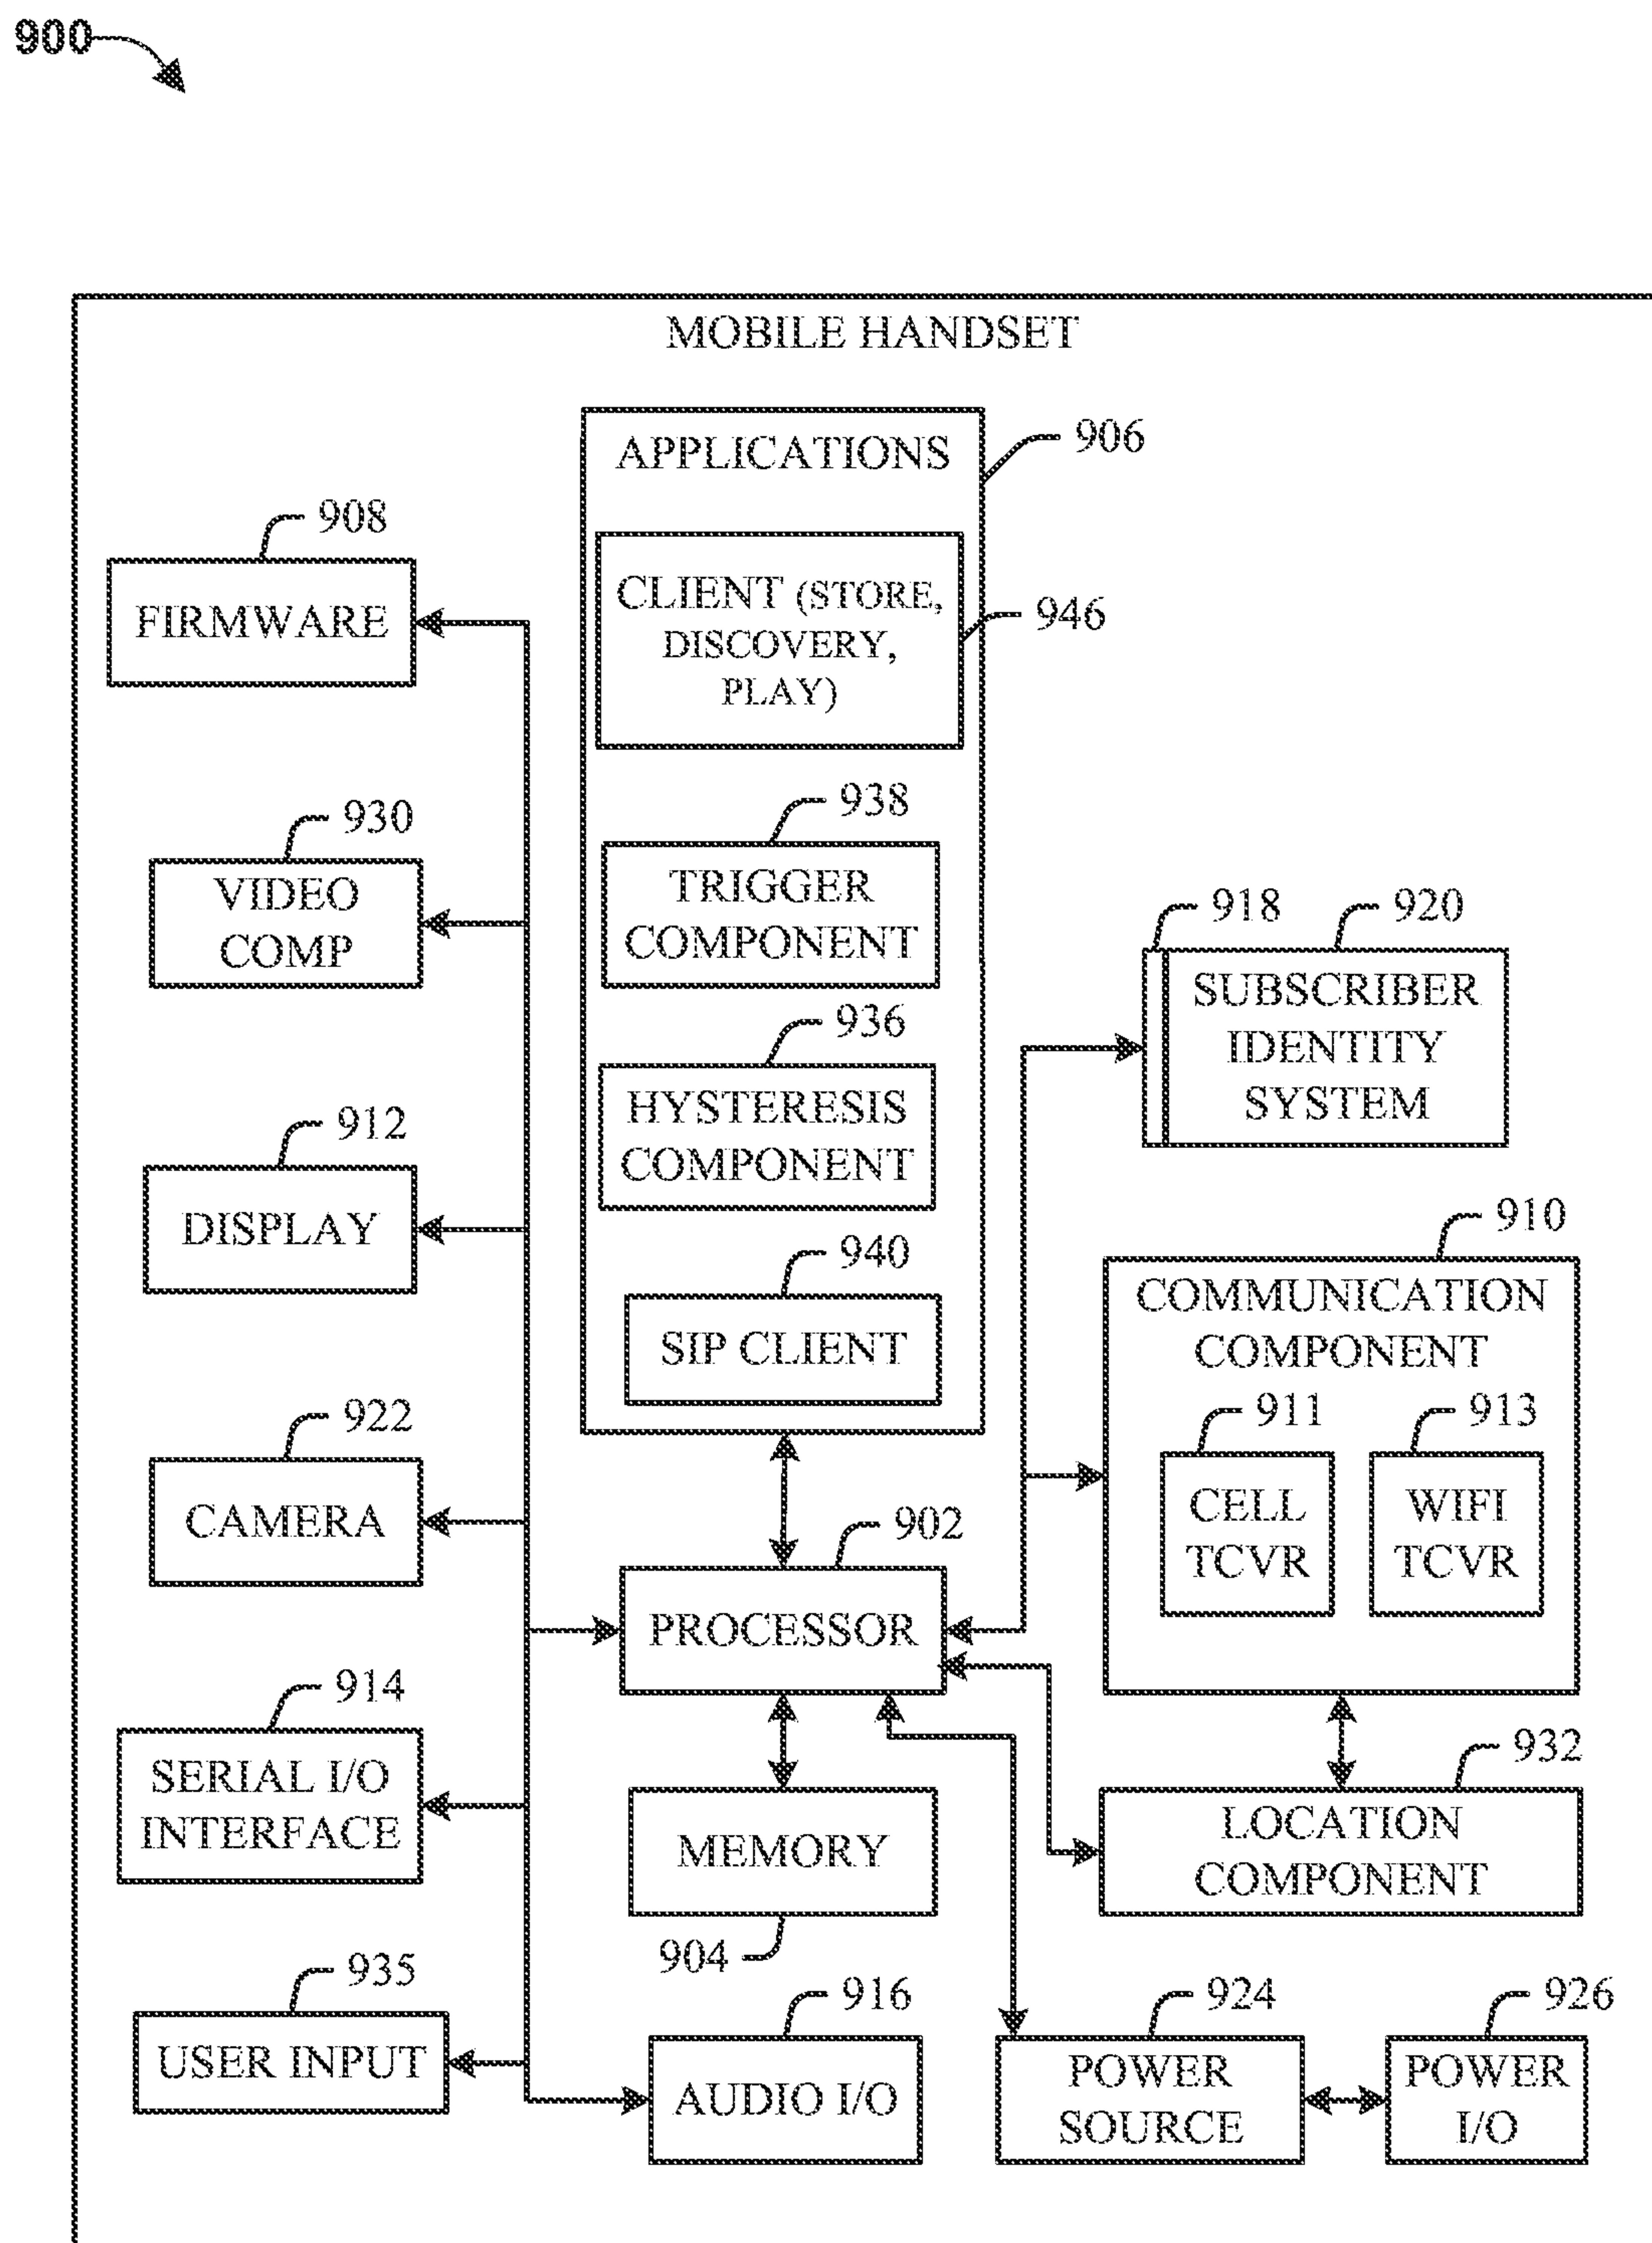 900
MOBILE HANDSET
APPLICATIONS
906
CLIENT (STORE,
DISCOVERY,
PLAY)
946
908
FIRMWARE
938
TRIGGER
COMPONENT
930
VIDEO
COMP
936
HYSTERESIS
COMPONENT
918
920
SUBSCRIBER
IDENTITY
SYSTEM
912
DISPLAY
940
SIP CLIENT
910
COMMUNICATION
COMPONENT
911
CELL
TCVR
913
WIFI
TCVR
922
CAMERA
902
PROCESSOR
914
SERIAL I/O
INTERFACE
MEMORY
904
932
LOCATION
COMPONENT
935
USER INPUT
916
AUDIO I/O
924
POWER
SOURCE
926
POWER
I/O